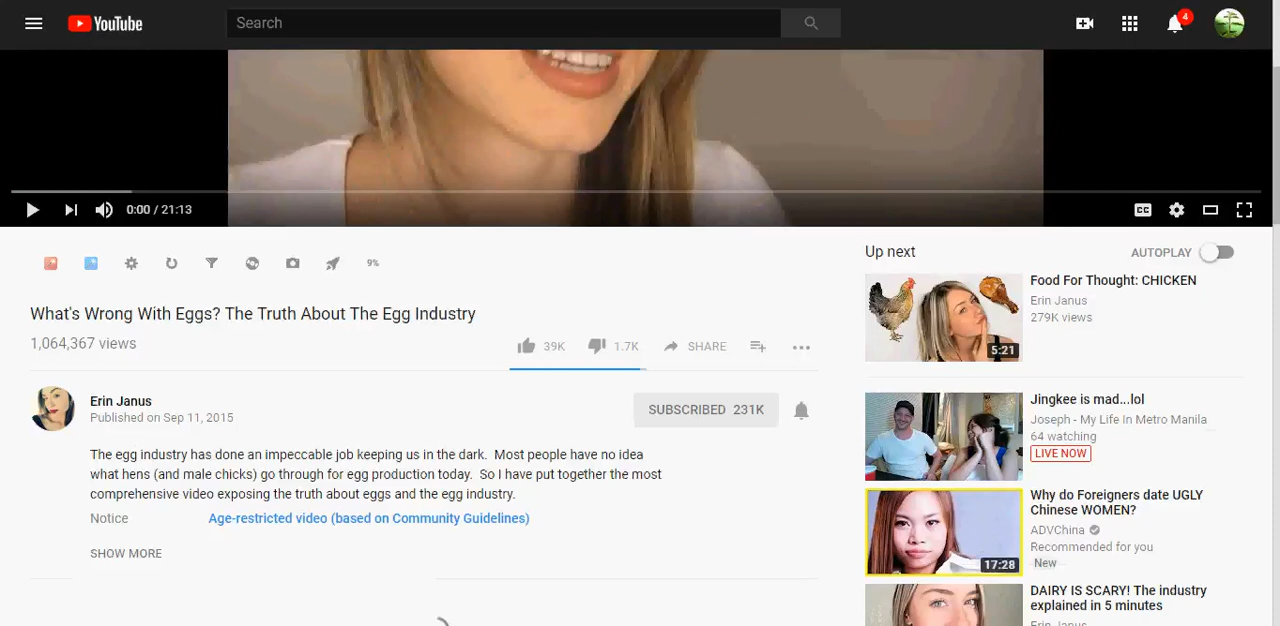 YouTube
Search
4
0:00 / 21:13
CC
9%
What's Wrong With Eggs? The Truth About The Egg Industry
1,064,367 views
39K
1.7K
SHARE
Erin Janus
Published on Sep 11, 2015
SUBSCRIBED 231K
The egg industry has done an impeccable job keeping us in the dark. Most people have no idea
what hens (and male chicks) go through for egg production today. So I have put together the most
comprehensive video exposing the truth about eggs and the egg industry.
Notice
Age-restricted video (based on Community Guidelines)
SHOW MORE
Up next
AUTOPLAY
5:21
Food For Thought: CHICKEN
Erin Janus
279K views
Jingkee is mad...lol
Joseph - My Life In Metro Manila
64 watching
LIVE NOW
17:28
Why do Foreigners date UGLY
Chinese WOMEN?
ADVChina
Recommended for you
New
DAIRY IS SCARY! The industry
explained in 5 minutes
Erin Janus